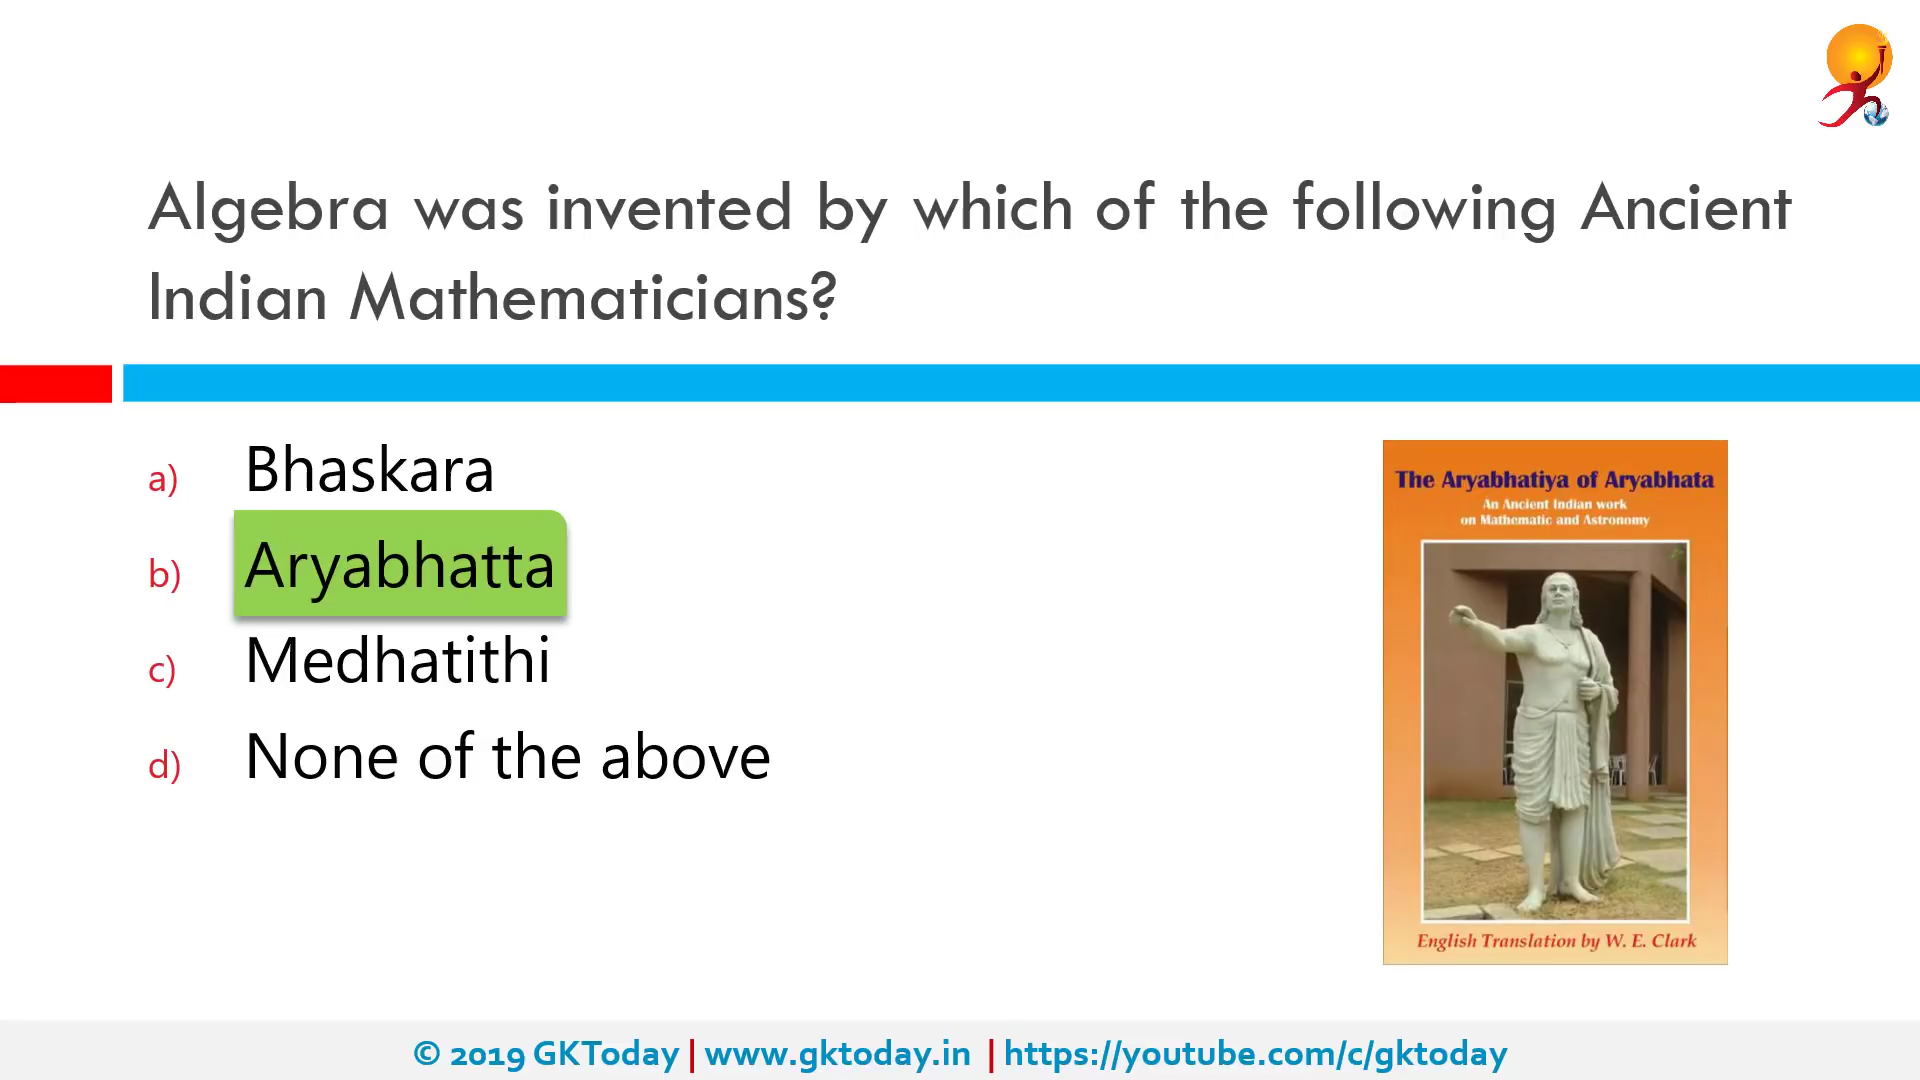 Algebra was invented by which of the following Ancient
Indian Mathematicians?
a) Bhaskara
b) Aryabhatta
c) Medhatithi
d) None of the above
The Aryabhatiya of Aryabhata
An Ancient Indian work
on Mathematic and Astronomy
English Translation by W. E. Clark
© 2019 GKToday | www.gktoday.in | https://youtube.com/c/gktoday